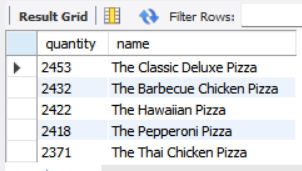 Result Grid Filter Rows:
quantity name
2453 The Classic Deluxe Pizza
2432 The Barbecue Chicken Pizza
2422 The Hawaiian Pizza
2418 The Pepperoni Pizza
2371 The Thai Chicken Pizza